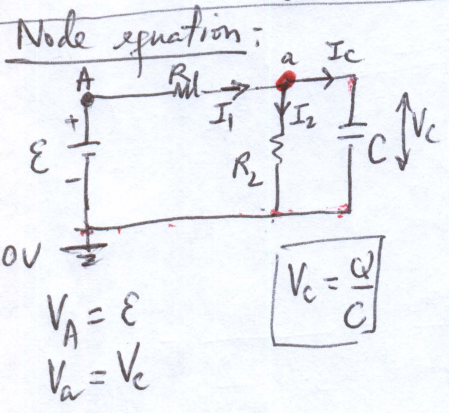 Node equation:
A
R1
I1
a
Ic
+
ε
-
I2
R2
C
Vc
0V
VA = ε
Va = Vc
Vc = Q/C